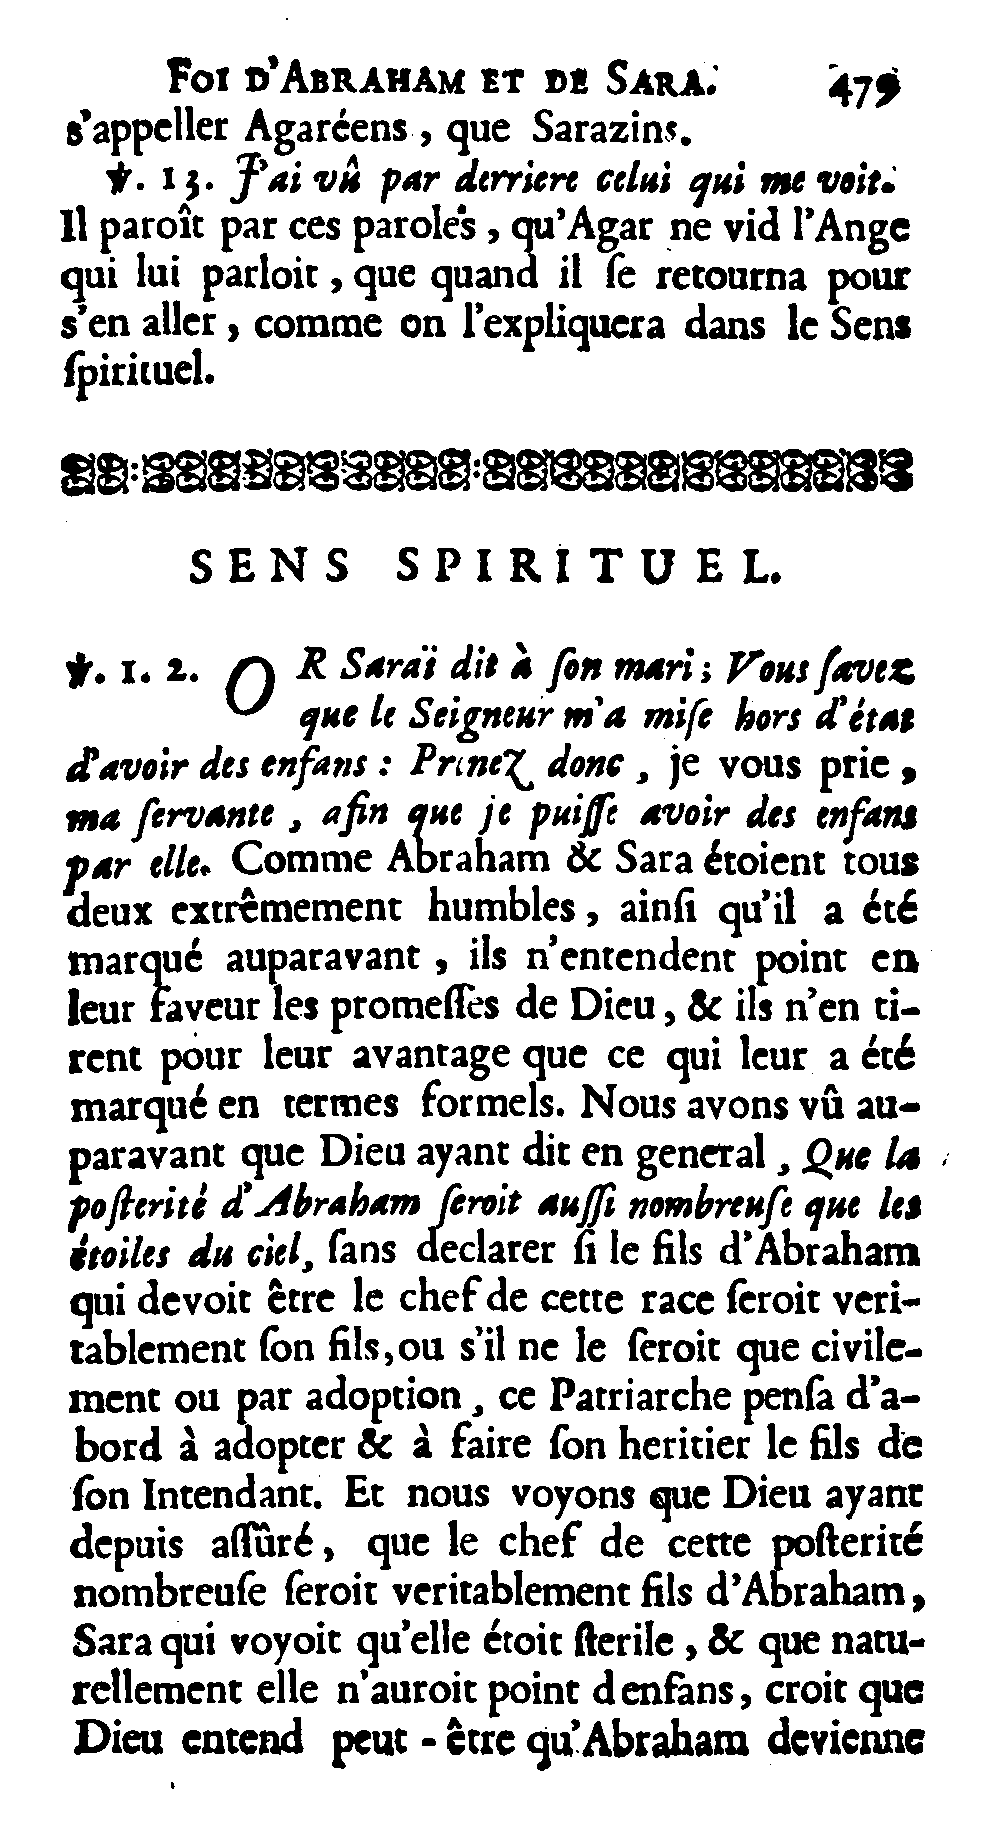 FOI D'ABRAHAM ET DE SARA. 479
s'appeller Agaréens, que Sarazins.
℣. 13. J'ai vû par derriere celui qui me voit.
Il paroît par ces paroles, qu'Agar ne vid l'Ange
qui lui parloit, que quand il ſe retourna pour
s'en aller, comme on l'expliquera dans le Sens
ſpirituel.
SENS SPIRITUEL.
℣. 1. 2. OR Saraï dit à ſon mari; Vous ſavez
que le Seigneur m'a miſe hors d'état
d'avoir des enfans : Prenez donc, je vous prie,
ma ſervante, afin que je puiſſe avoir des enfans
par elle. Comme Abraham & Sara étoient tous
deux extrêmement humbles, ainſi qu'il a été
marqué auparavant, ils n'entendent point en
leur faveur les promeſſes de Dieu, & ils n'en ti-
rent pour leur avantage que ce qui leur a été
marqué en termes formels. Nous avons vû au-
paravant que Dieu ayant dit en general, Que la
poſterité d'Abraham ſeroit auſſi nombreuſe que les
étoiles du ciel, ſans declarer ſi le fils d'Abraham
qui devoit être le chef de cette race ſeroit veri-
tablement ſon fils, ou s'il ne le ſeroit que civile-
ment ou par adoption, ce Patriarche penſa d'a-
bord à adopter & à faire ſon heritier le fils de
ſon Intendant. Et nous voyons que Dieu ayant
depuis aſſûré, que le chef de cette poſterité
nombreuſe ſeroit veritablement fils d'Abraham,
Sara qui voyoit qu'elle étoit ſterile, & que natu-
rellement elle n'auroit point d enfans, croit que
Dieu entend peut-être qu'Abraham devienne